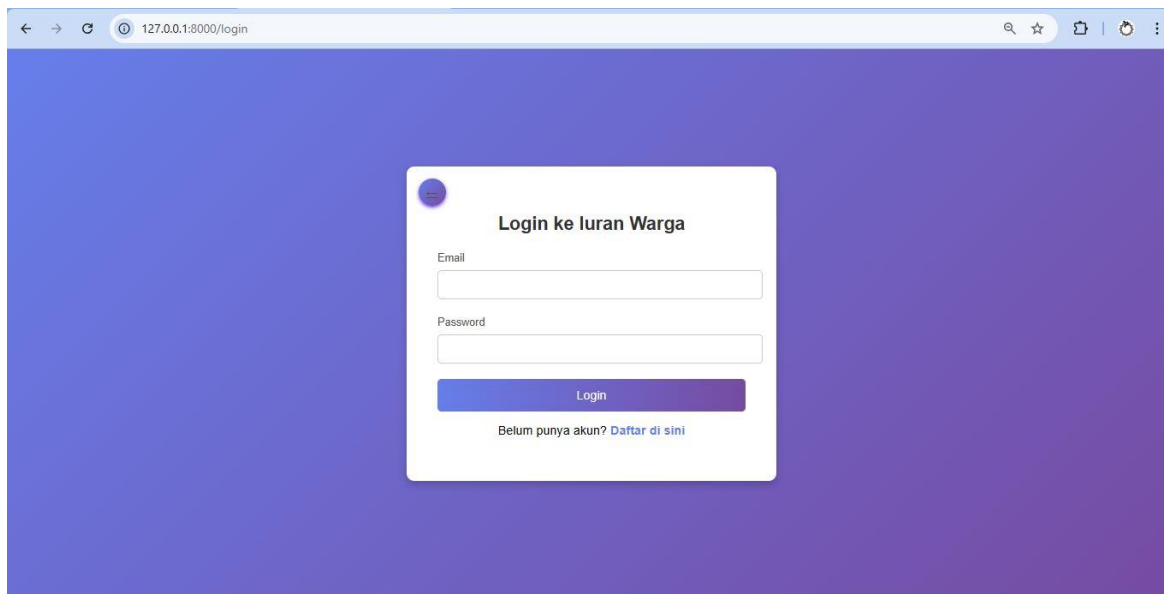 127.0.0.1:8000/login
←
Login ke Iuran Warga
Email
Password
Login
Belum punya akun? Daftar di sini